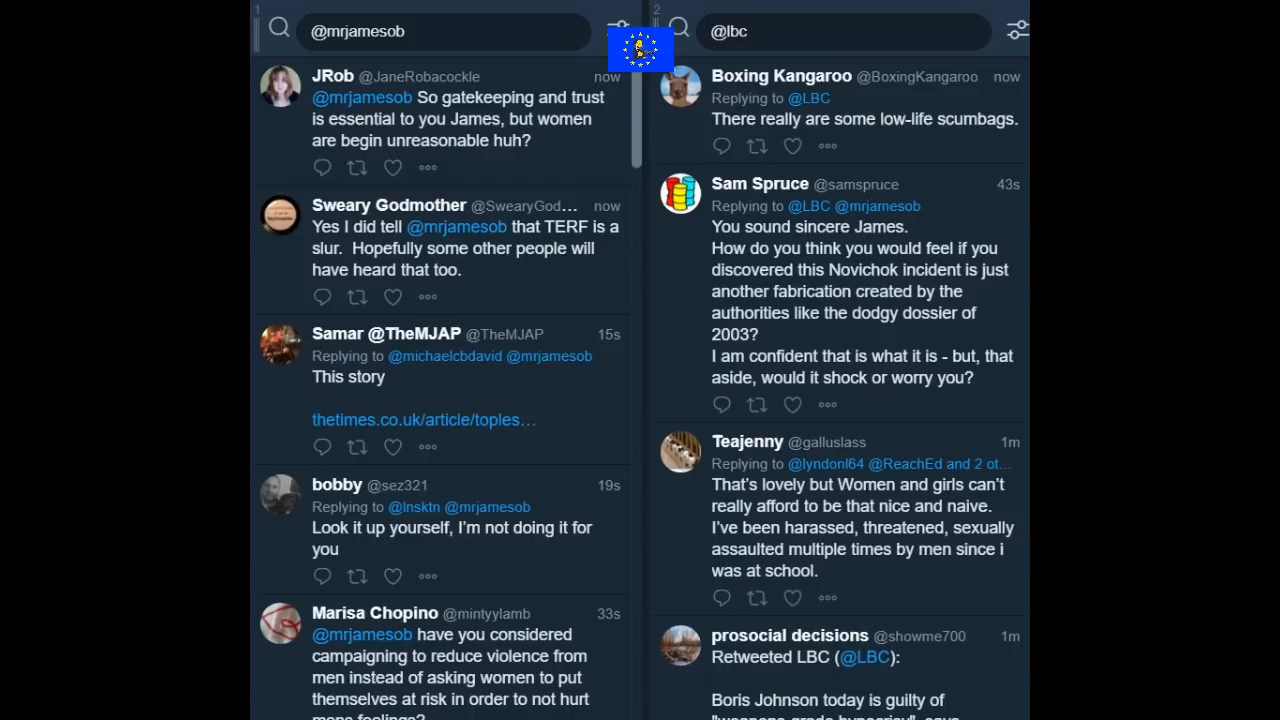 1
@mrjamesob
JRob @JaneRobacockle now
@mrjamesob So gatekeeping and trust
is essential to you James, but women
are begin unreasonable huh?
Sweary Godmother @SwearyGod... now
Yes I did tell @mrjamesob that TERF is a
slur. Hopefully some other people will
have heard that too.
Samar @TheMJAP @TheMJAP 15s
Replying to @michaelcbdavid @mrjamesob
This story
thetimes.co.uk/article/toples...
bobby @sez321 19s
Replying to @lnsktn @mrjamesob
Look it up yourself, I'm not doing it for
you
Marisa Chopino @mintyylamb 33s
@mrjamesob have you considered
campaigning to reduce violence from
men instead of asking women to put
themselves at risk in order to not hurt
mens feelings?
2
@lbc
Boxing Kangaroo @BoxingKangaroo now
Replying to @LBC
There really are some low-life scumbags.
Sam Spruce @samspruce 43s
Replying to @LBC @mrjamesob
You sound sincere James.
How do you think you would feel if you
discovered this Novichok incident is just
another fabrication created by the
authorities like the dodgy dossier of
2003?
I am confident that is what it is - but, that
aside, would it shock or worry you?
Teajenny @galluslass 1m
Replying to @lyndonl64 @ReachEd and 2 ot...
That's lovely but Women and girls can't
really afford to be that nice and naive.
I've been harassed, threatened, sexually
assaulted multiple times by men since i
was at school.
prosocial decisions @showme700 1m
Retweeted LBC (@LBC):
Boris Johnson today is guilty of
"weapons-grade hypocrisy", says